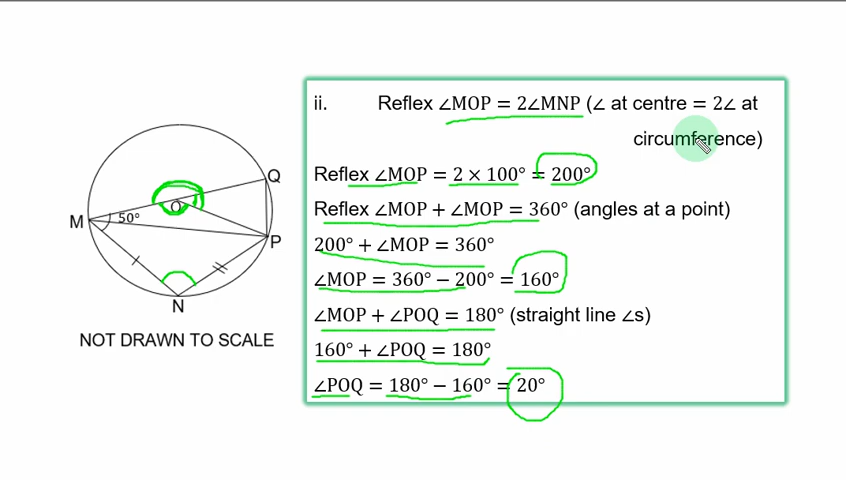 ii. Reflex ∠MOP = 2∠MNP (∠ at centre = 2∠ at
circumference)
Reflex ∠MOP = 2 × 100° = 200°
Reflex ∠MOP + ∠MOP = 360° (angles at a point)
200° + ∠MOP = 360°
∠MOP = 360° − 200° = 160°
∠MOP + ∠POQ = 180° (straight line ∠s)
160° + ∠POQ = 180°
∠POQ = 180° − 160° = 20°
Q
O
M
50°
P
N
NOT DRAWN TO SCALE